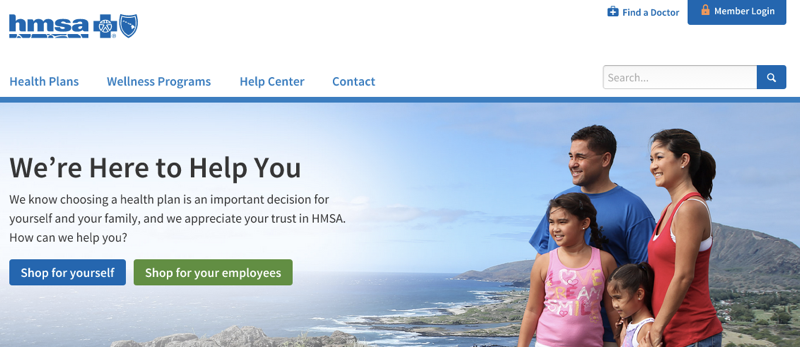 hmsa
Find a Doctor
Member Login
Health Plans
Wellness Programs
Help Center
Contact
Search...
We’re Here to Help You
We know choosing a health plan is an important decision for
yourself and your family, and we appreciate your trust in HMSA.
How can we help you?
Shop for yourself
Shop for your employees